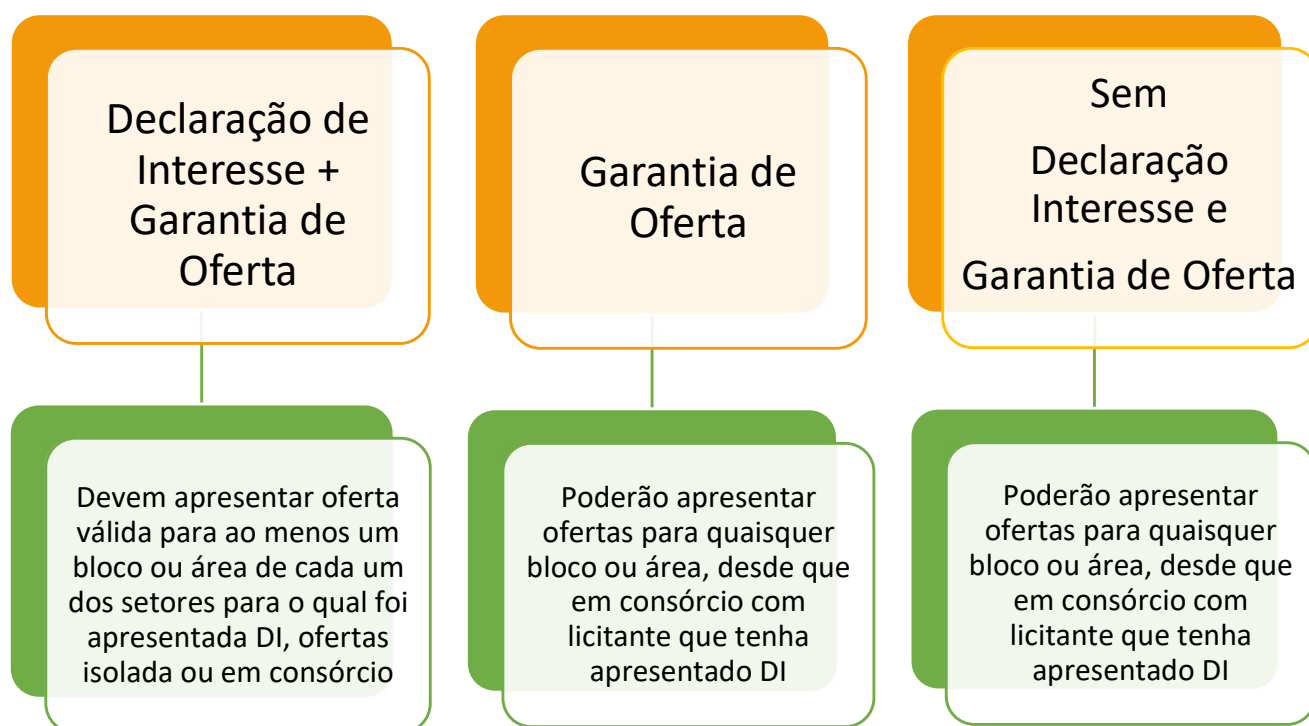 Declaração de
Interesse +
Garantia de
Oferta
Devem apresentar oferta
válida para ao menos um
bloco ou área de cada um
dos setores para o qual foi
apresentada DI, ofertas
isolada ou em consórcio
Garantia de
Oferta
Poderão apresentar
ofertas para quaisquer
bloco ou área, desde que
em consórcio com
licitante que tenha
apresentado DI
Sem
Declaração
Interesse e
Garantia de Oferta
Poderão apresentar
ofertas para quaisquer
bloco ou área, desde que
em consórcio com
licitante que tenha
apresentado DI